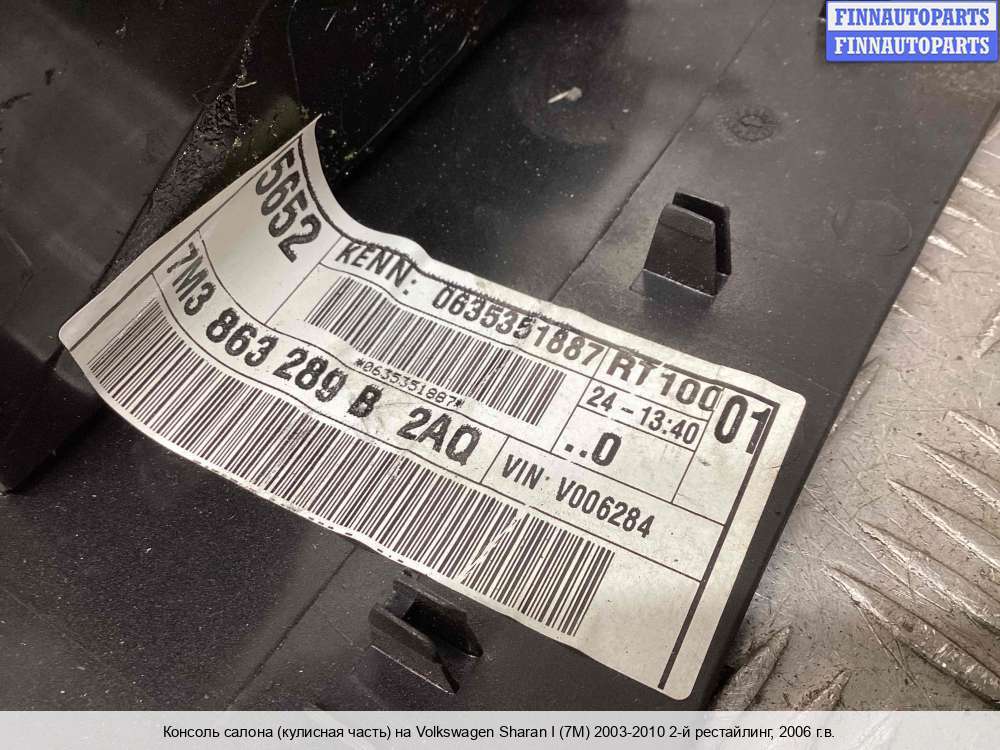 FINNAUTOPARTS
FINNAUTOPARTS
5652
KENN: 0635351887
RT100
01
*0635351887*
24 - 13:40
..0
7M3 863 289 B 2AQ
VIN: V006284
Консоль салона (кулисная часть) на Volkswagen Sharan I (7M) 2003-2010 2-й рестайлинг, 2006 г.в.